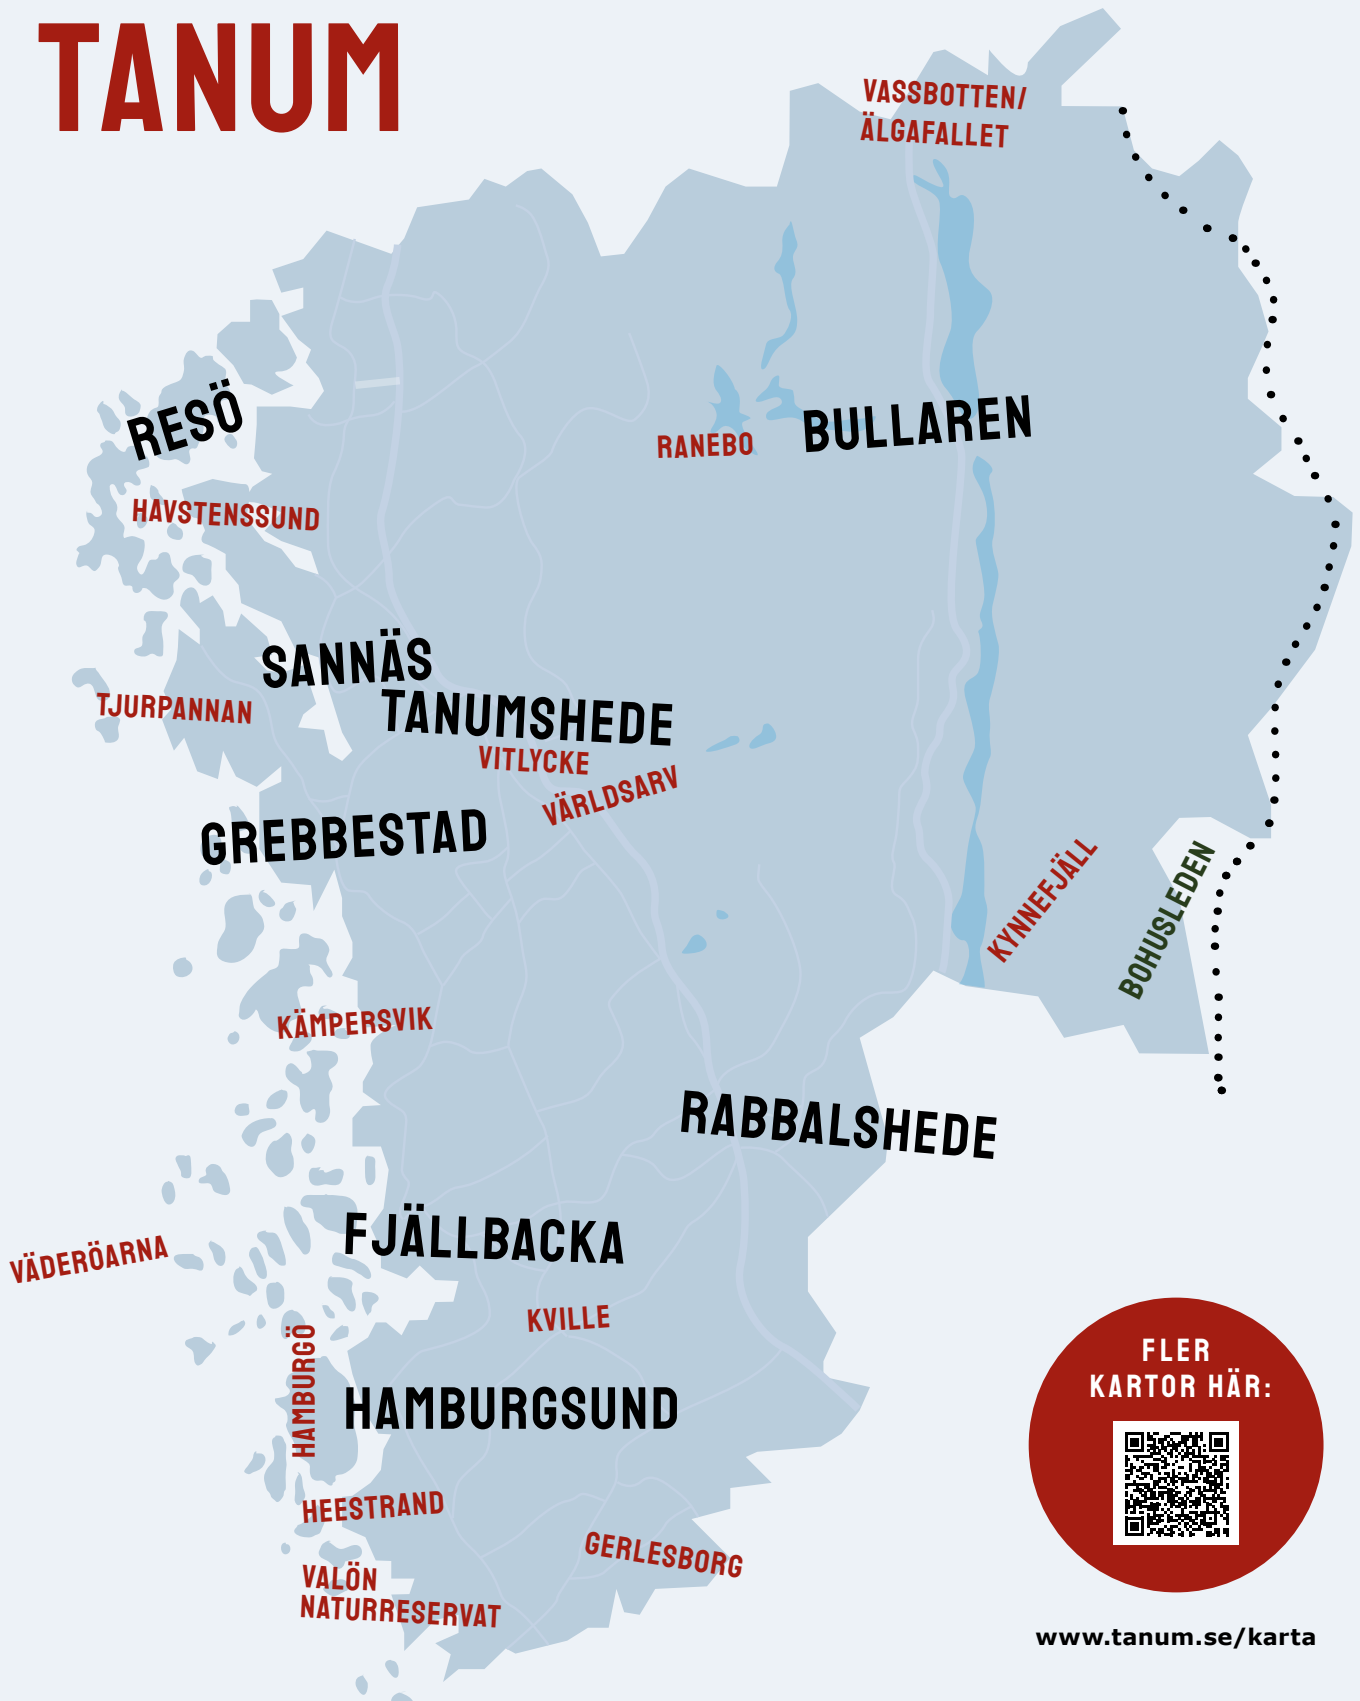 TANUM
VASSBOTTEN/
ÄLGAFALLET
RESÖ
BULLAREN
RANEBO
HAVSTENSSUND
SANNÄS
TANUMSHEDE
TJURPANNAN
VITLYCKE
VÄRLDSARV
GREBBESTAD
KYNNEFJÄLL
BOHUSLEDEN
KÄMPERSVIK
RABBALSHEDE
FJÄLLBACKA
VÄDERÖARNA
KVILLE
HAMBURGÖ
HAMBURGSUND
HEESTRAND
GERLESBORG
VALÖN
NATURRESERVAT
FLER
KARTOR HÄR:
www.tanum.se/karta